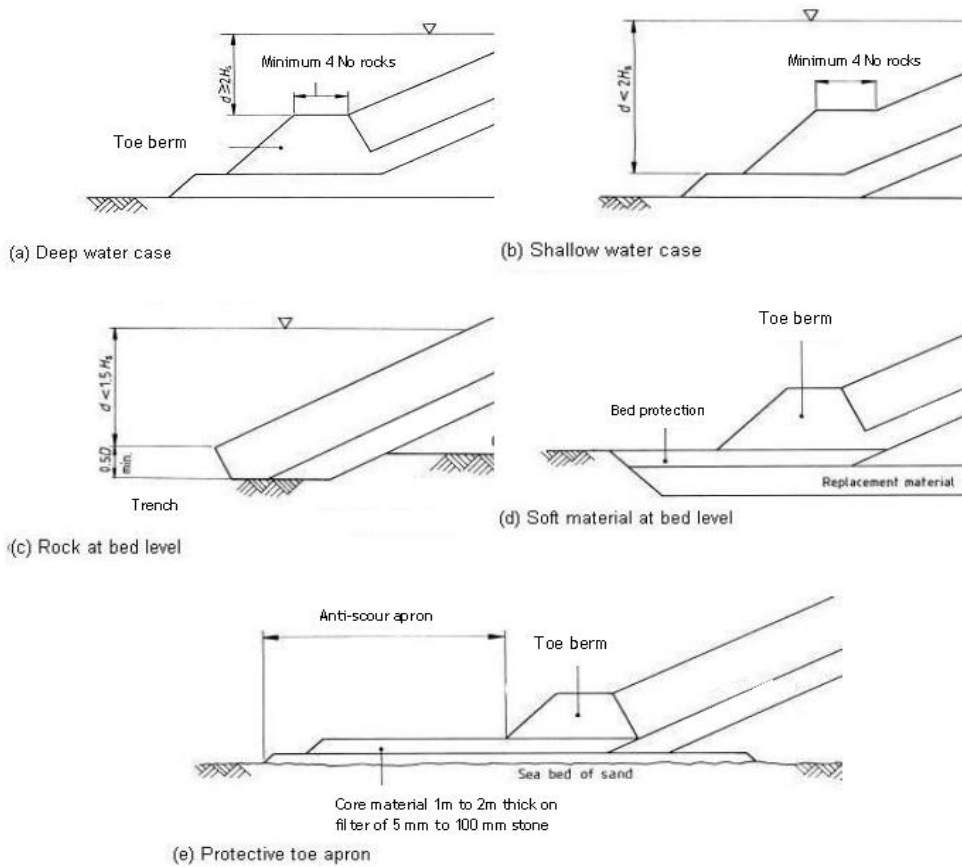 d ≥ 2Hs
Minimum 4 No rocks
Toe berm
(a) Deep water case
d < 2Hs
Minimum 4 No rocks
(b) Shallow water case
d < 1.5Hs
0.5D
min.
Trench
(c) Rock at bed level
Toe berm
Bed protection
Replacement material
(d) Soft material at bed level
Anti-scour apron
Toe berm
Sea bed of sand
Core material 1m to 2m thick on
filter of 5 mm to 100 mm stone
(e) Protective toe apron